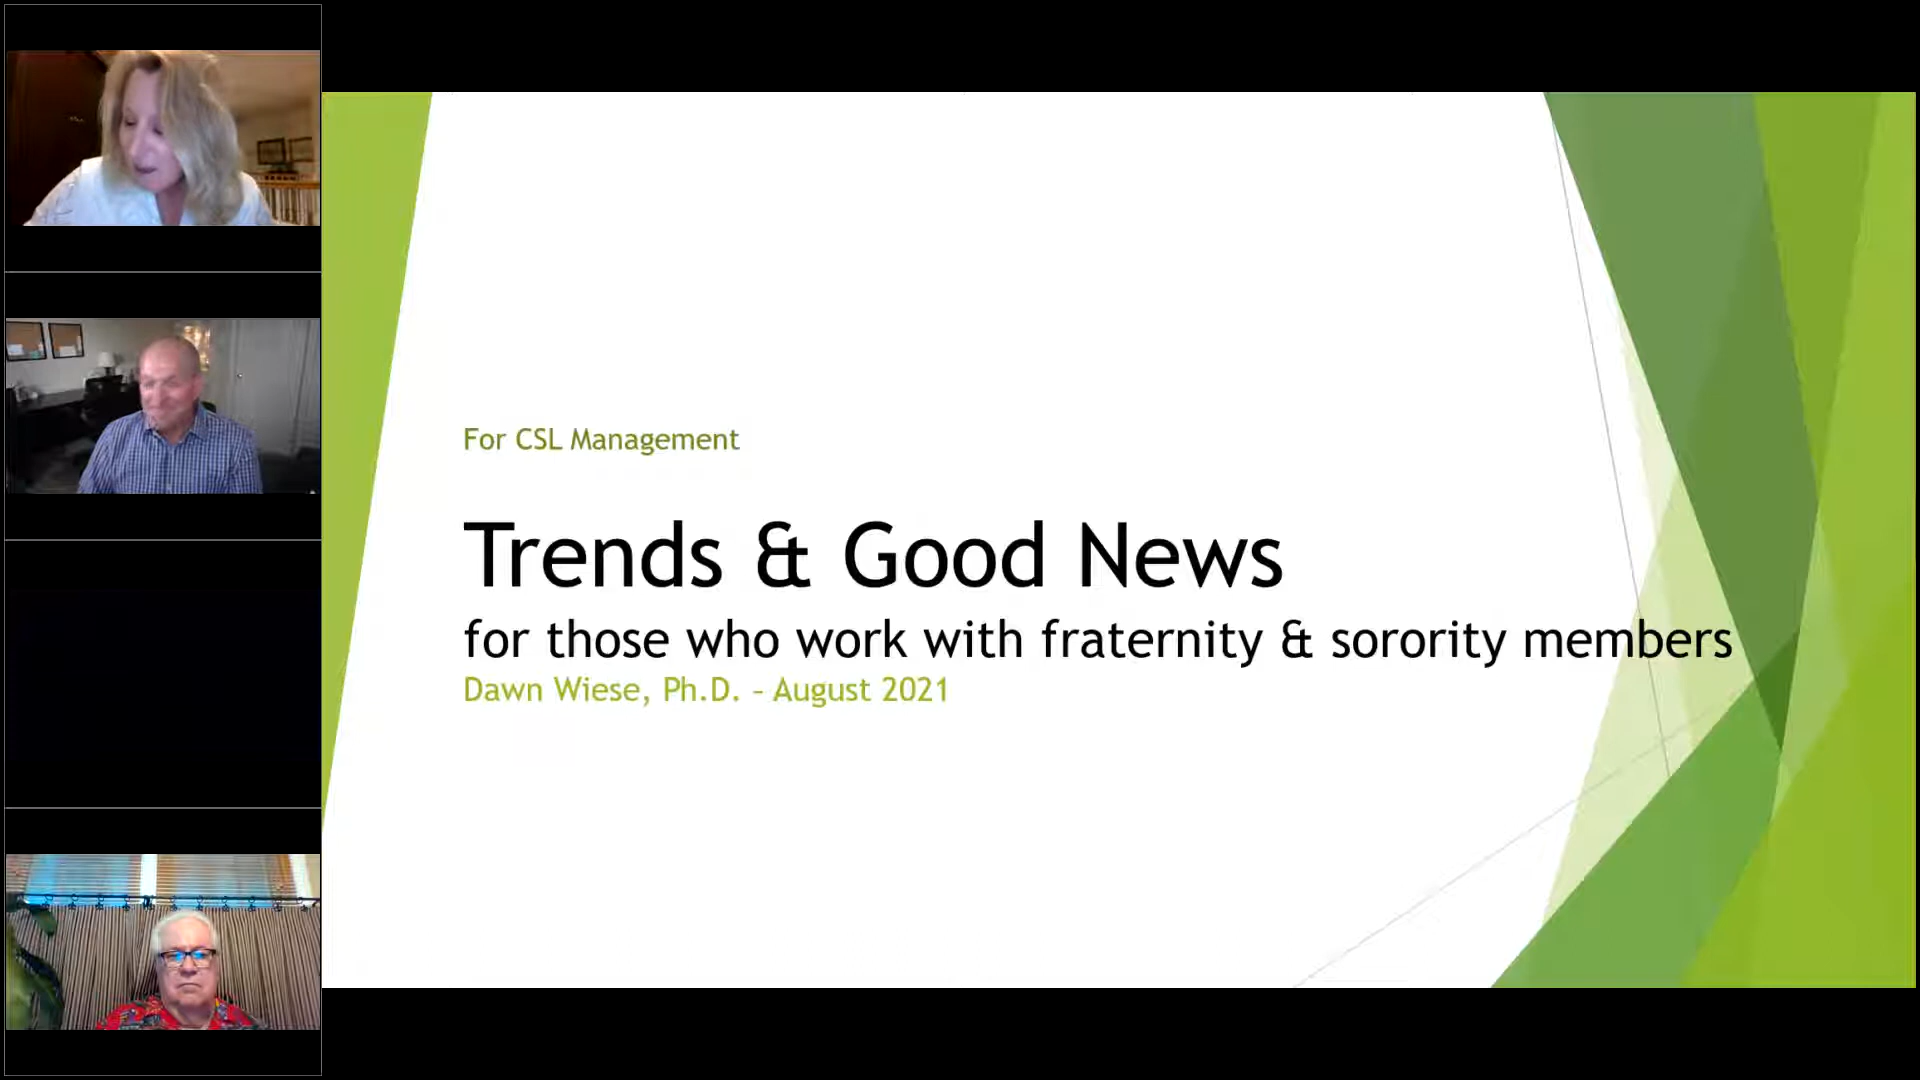 For CSL Management
Trends & Good News
for those who work with fraternity & sorority members
Dawn Wiese, Ph.D. – August 2021